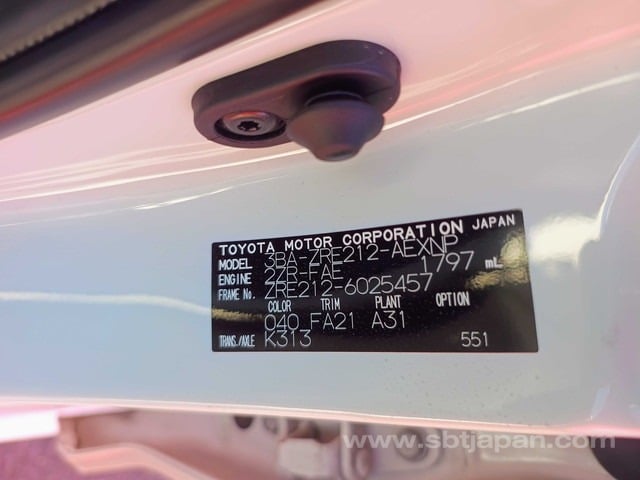 TOYOTA MOTOR CORPORATION JAPAN
MODEL 3BA-ZRE212-AEXNP
ENGINE 2ZR-FAE 1797 mL
FRAME No. ZRE212-6025457
COLOR TRIM PLANT OPTION
040 FA21 A31
TRANS./AXLE K313 551
www.sbtjapan.com